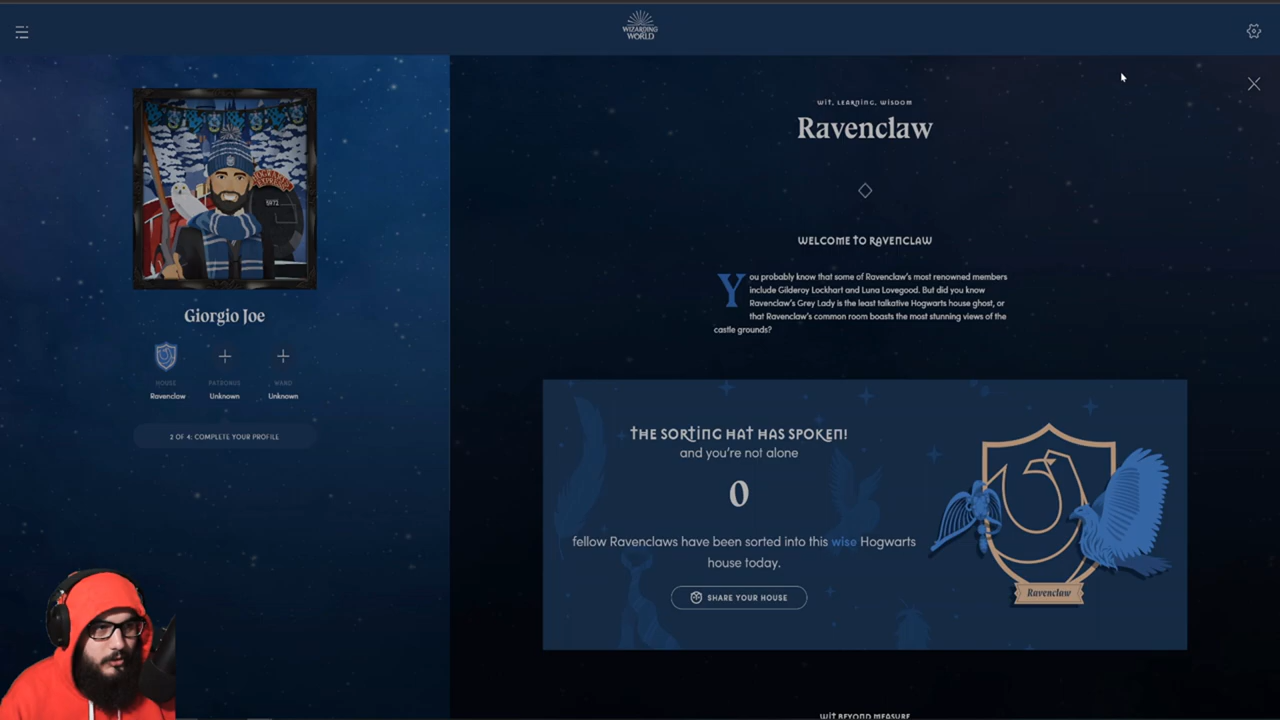 WIZARDING
WORLD
WIT, LEARNING, WISDOM
Ravenclaw
WELCOME TO RAVENCLAW
You probably know that some of Ravenclaw's most renowned members
include Gilderoy Lockhart and Luna Lovegood. But did you know
Ravenclaw's Grey Lady is the least talkative Hogwarts house ghost, or
that Ravenclaw's common room boasts the most stunning views of the
castle grounds?
Giorgio Joe
HOUSE PATRONUS WAND
Ravenclaw Unknown Unknown
2 OF 4: COMPLETE YOUR PROFILE
THE SORTING HAT HAS SPOKEN!
and you're not alone
0
fellow Ravenclaws have been sorted into this wise Hogwarts
house today.
SHARE YOUR HOUSE
Ravenclaw
WIT BEYOND MEASURE